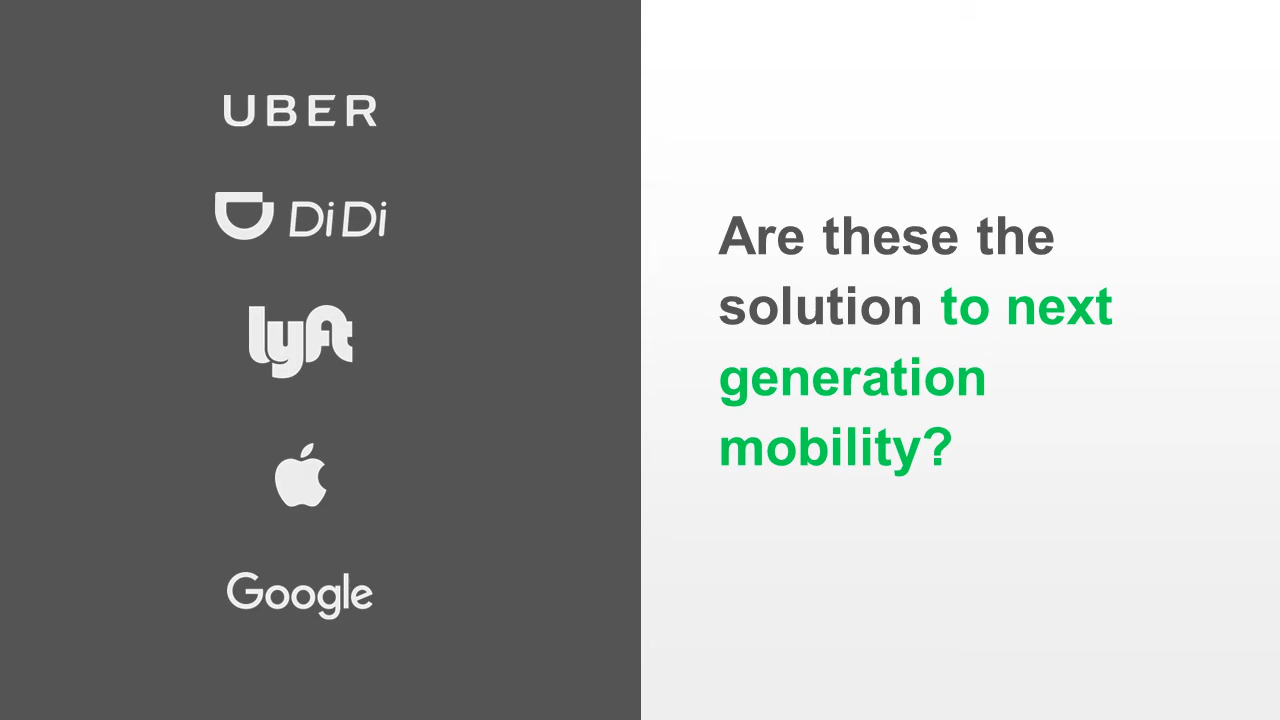 UBER
DiDi
lyft
Google
Are these the
solution to next
generation
mobility?